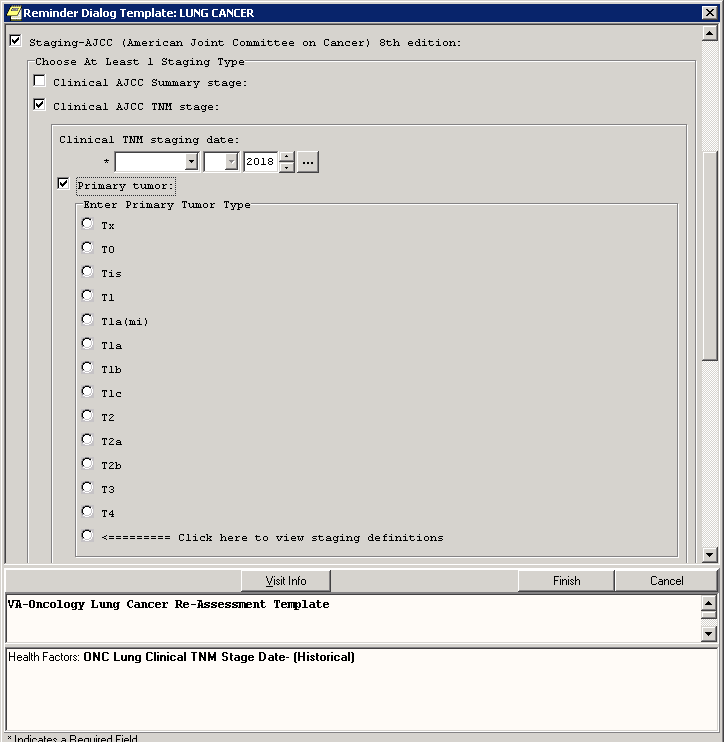 Reminder Dialog Template: LUNG CANCER
Staging-AJCC (American Joint Committee on Cancer) 8th edition:
Choose At Least 1 Staging Type
Clinical AJCC Summary stage:
Clinical AJCC TNM stage:
Clinical TNM staging date:
* 2018 ...
Primary tumor:
Enter Primary Tumor Type
Tx
T0
Tis
T1
T1a(mi)
T1a
T1b
T1c
T2
T2a
T2b
T3
T4
<========= Click here to view staging definitions
Visit Info Finish Cancel
VA-Oncology Lung Cancer Re-Assessment Template
Health Factors: ONC Lung Clinical TNM Stage Date- (Historical)
* Indicates a Required Field